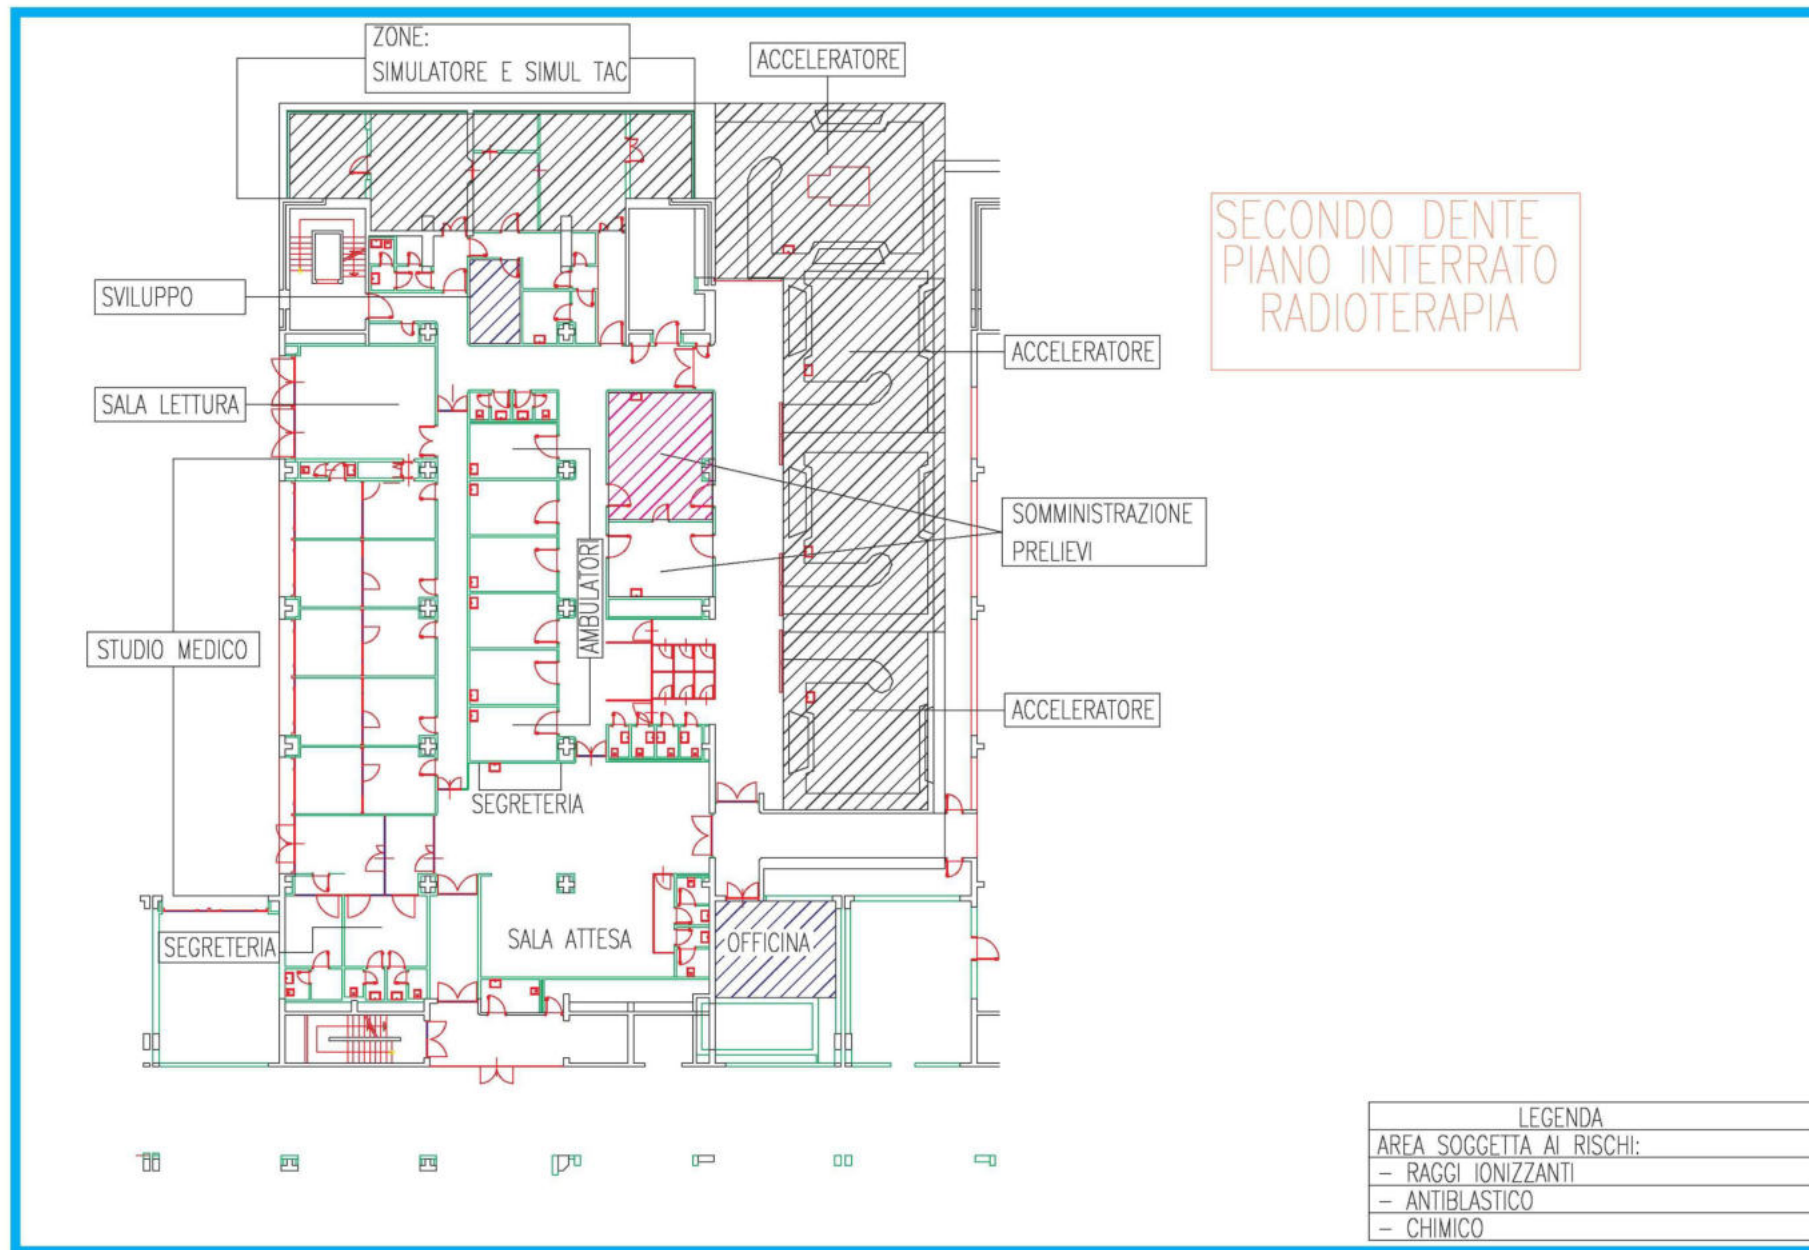 ZONE:
SIMULATORE E SIMUL TAC
ACCELERATORE
SECONDO DENTE
PIANO INTERRATO
RADIOTERAPIA
SVILUPPO
ACCELERATORE
SALA LETTURA
SOMMINISTRAZIONE
PRELIEVI
AMBULATORI
STUDIO MEDICO
ACCELERATORE
SEGRETERIA
SALA ATTESA
OFFICINA
SEGRETERIA
LEGENDA
AREA SOGGETTA AI RISCHI:
– RAGGI IONIZZANTI
– ANTIBLASTICO
– CHIMICO